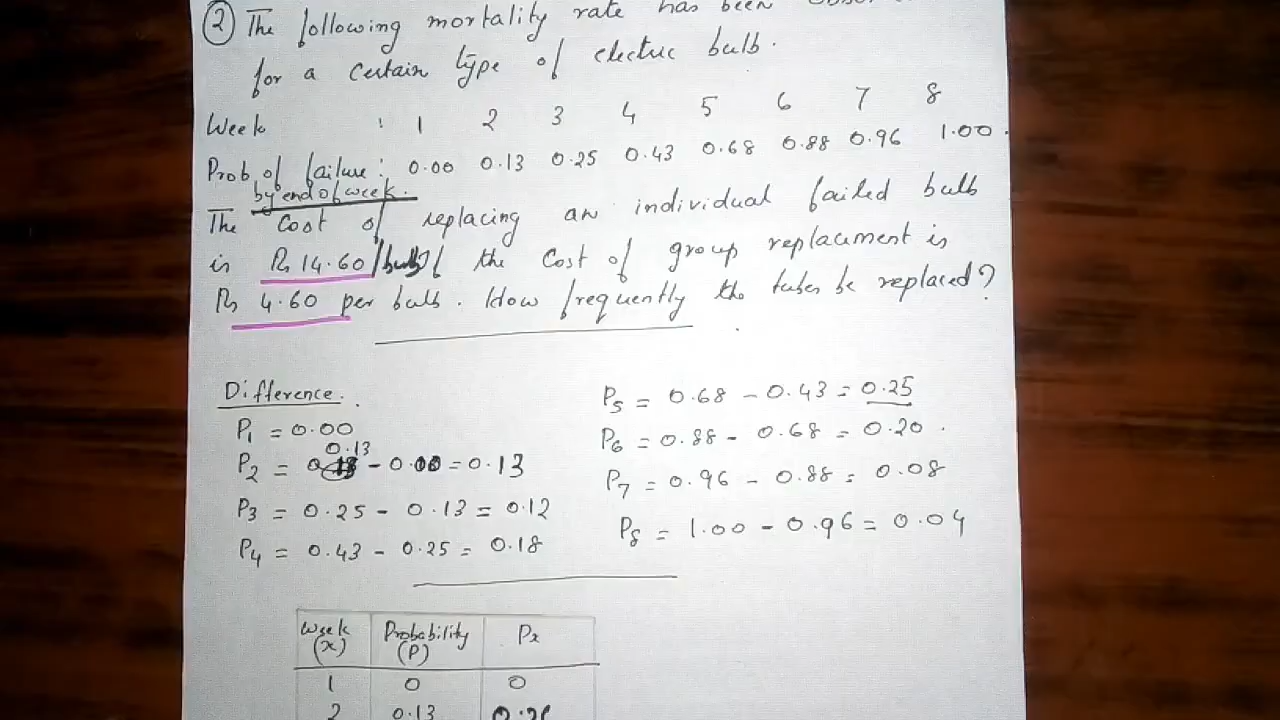 ② The following mortality rate has been
for a certain type of electric bulb.
Week : 1 2 3 4 5 6 7 8
Prob of failure : 0.00 0.13 0.25 0.43 0.68 0.88 0.96 1.00.
by end of week.
The cost of replacing an individual failed bulb
is Rs 14.60/bulb & the cost of group replacement is
Rs 4.60 per bulb. How frequently the tubes be replaced?
Difference.
P1 = 0.00
P2 = 0.13 - 0.00 = 0.13
P3 = 0.25 - 0.13 = 0.12
P4 = 0.43 - 0.25 = 0.18
P5 = 0.68 - 0.43 = 0.25
P6 = 0.88 - 0.68 = 0.20.
P7 = 0.96 - 0.88 = 0.08
P8 = 1.00 - 0.96 = 0.04
Week (x) Probability (P) Px
1 0 0
2 0.13